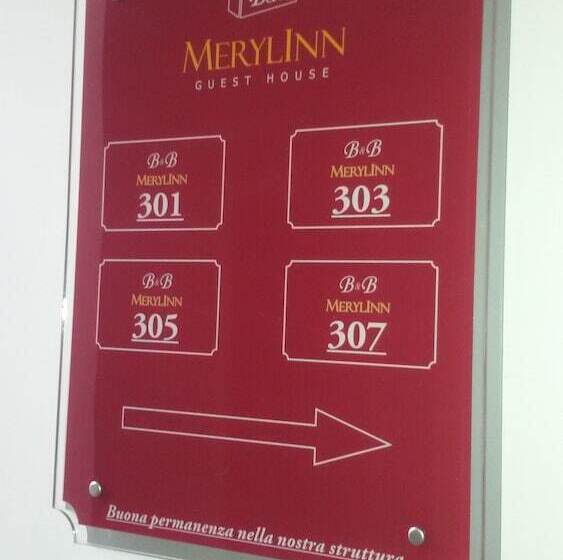 MERYLINN
GUEST HOUSE
B&B
MERYLINN
301
B&B
MERYLINN
303
B&B
MERYLINN
305
B&B
MERYLINN
307
Buona permanenza nella nostra struttura